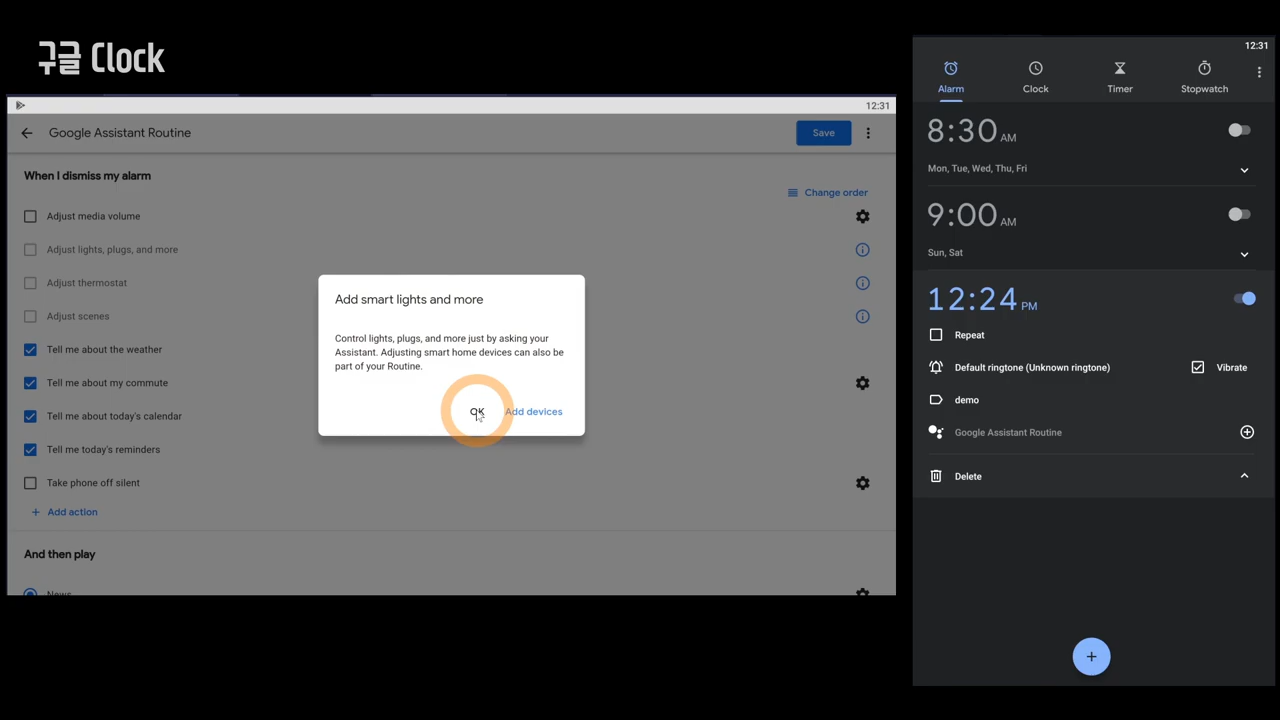 구글 Clock
12:31
Google Assistant Routine
Save
When I dismiss my alarm
Change order
Adjust media volume
Adjust lights, plugs, and more
Adjust thermostat
Adjust scenes
Tell me about the weather
Tell me about my commute
Tell me about today's calendar
Tell me today's reminders
Take phone off silent
+ Add action
And then play
News
Add smart lights and more
Control lights, plugs, and more just by asking your
Assistant. Adjusting smart home devices can also be
part of your Routine.
OK
Add devices
12:31
Alarm
Clock
Timer
Stopwatch
8:30 AM
Mon, Tue, Wed, Thu, Fri
9:00 AM
Sun, Sat
12:24 PM
Repeat
Default ringtone (Unknown ringtone)
Vibrate
demo
Google Assistant Routine
Delete
+